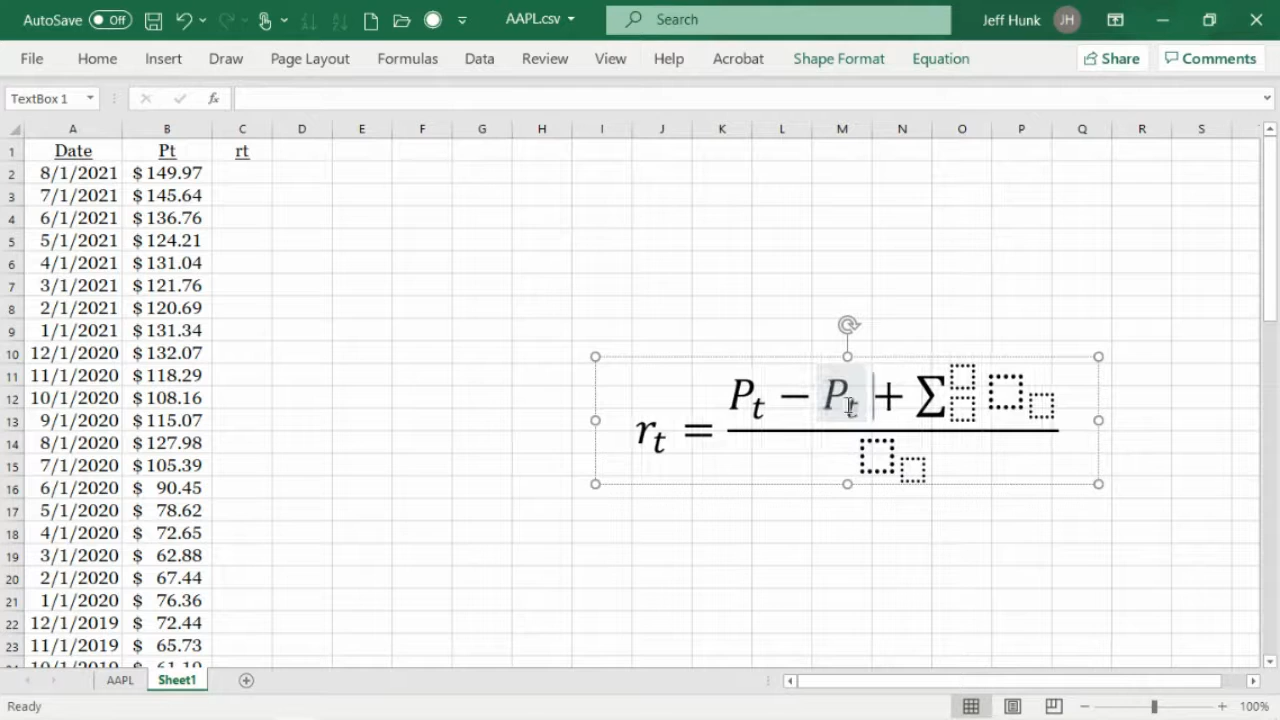 AutoSave Off AAPL.csv Search Jeff Hunk JH
File Home Insert Draw Page Layout Formulas Data Review View Help Acrobat Shape Format Equation Share Comments
TextBox 1 fx
A B C D E F G H I J K L M N O P Q R S
1 Date Pt rt
2 8/1/2021 $ 149.97
3 7/1/2021 $ 145.64
4 6/1/2021 $ 136.76
5 5/1/2021 $ 124.21
6 4/1/2021 $ 131.04
7 3/1/2021 $ 121.76
8 2/1/2021 $ 120.69
9 1/1/2021 $ 131.34
10 12/1/2020 $ 132.07
11 11/1/2020 $ 118.29
12 10/1/2020 $ 108.16
13 9/1/2020 $ 115.07
14 8/1/2020 $ 127.98
15 7/1/2020 $ 105.39
16 6/1/2020 $ 90.45
17 5/1/2020 $ 78.62
18 4/1/2020 $ 72.65
19 3/1/2020 $ 62.88
20 2/1/2020 $ 67.44
21 1/1/2020 $ 76.36
22 12/1/2019 $ 72.44
23 11/1/2019 $ 65.73
10/1/2019 $ 61.19
Pt − Pt + Σ
rt =
AAPL Sheet1
Ready 100%